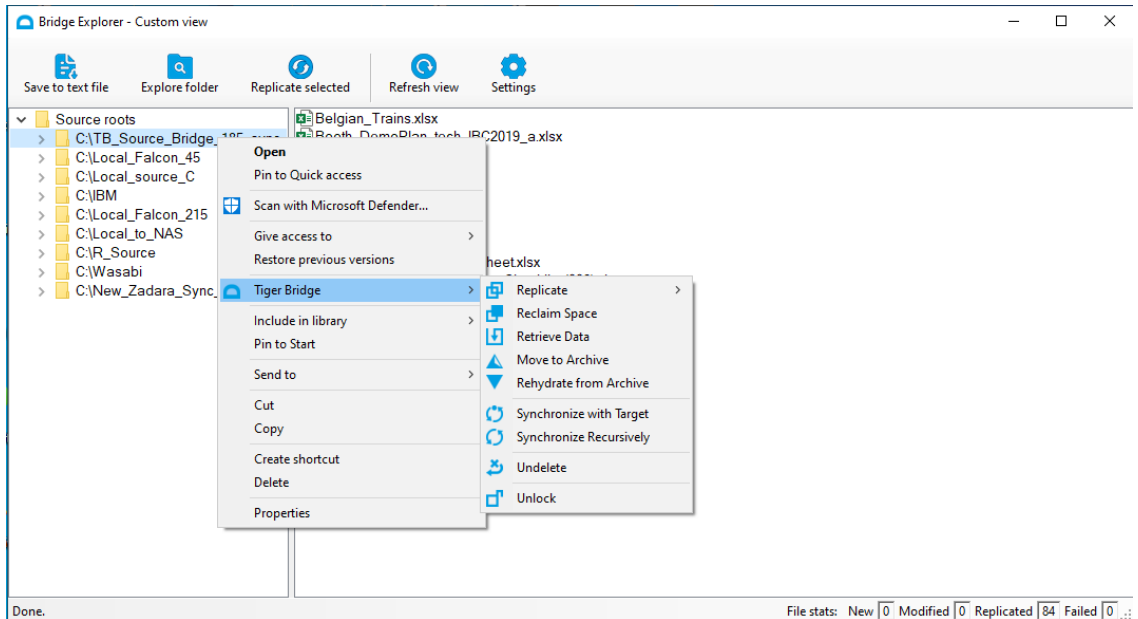 Bridge Explorer - Custom view
Save to text file
Explore folder
Replicate selected
Refresh view
Settings
Source roots
C:\TB_Source_Bridge_185_sync
C:\Local_Falcon_45
C:\Local_source_C
C:\IBM
C:\Local_Falcon_215
C:\Local_to_NAS
C:\R_Source
C:\Wasabi
C:\New_Zadara_Sync_
Belgian_Trains.xlsx
Booth_DemoPlan_tech_IBC2019_a.xlsx
heet.xlsx
Open
Pin to Quick access
Scan with Microsoft Defender...
Give access to
Restore previous versions
Tiger Bridge
Include in library
Pin to Start
Send to
Cut
Copy
Create shortcut
Delete
Properties
Replicate
Reclaim Space
Retrieve Data
Move to Archive
Rehydrate from Archive
Synchronize with Target
Synchronize Recursively
Undelete
Unlock
Done.
File stats: New 0 Modified 0 Replicated 84 Failed 0